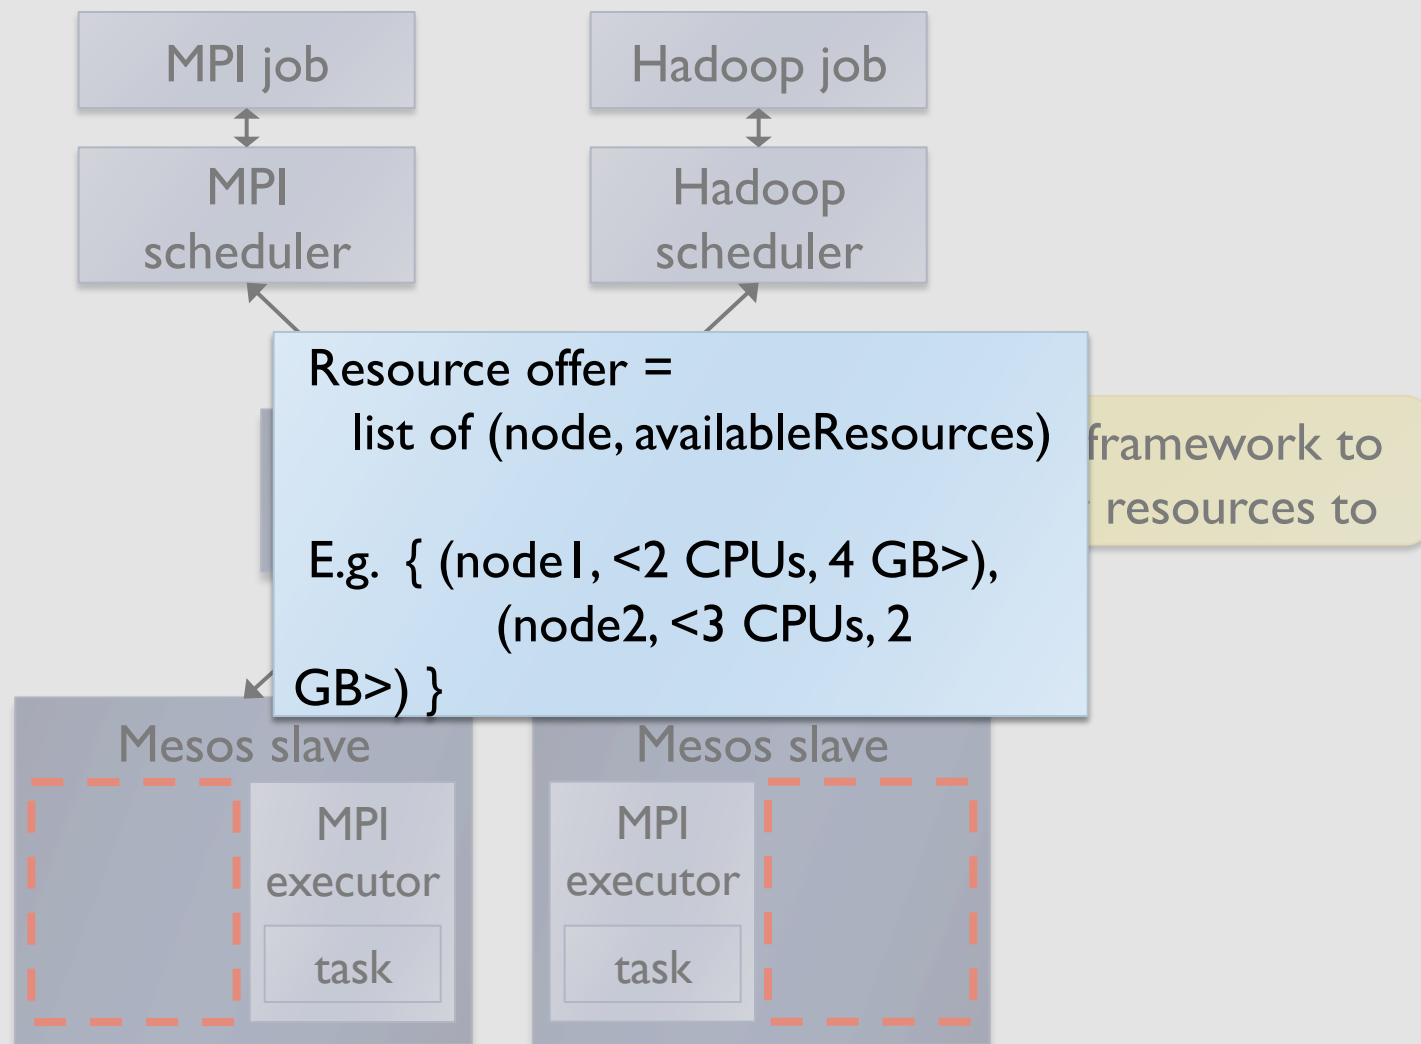 MPI job
Hadoop job
MPI
scheduler
Hadoop
scheduler
Resource offer =
list of (node, availableResources)
E.g. { (node1, <2 CPUs, 4 GB>),
(node2, <3 CPUs, 2
GB>) }
framework to
resources to
Mesos slave
Mesos slave
MPI
executor
task
MPI
executor
task